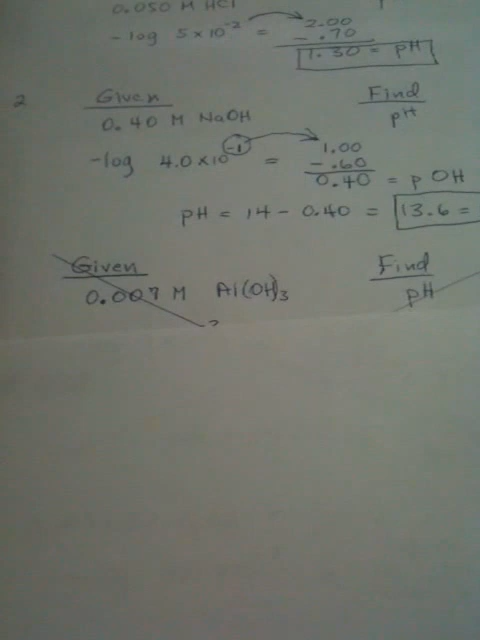 0.050 M HCl
- log 5 x 10⁻² = 2.00
- .70
1.30 = pH
2 Given Find
0.40 M NaOH pH
-log 4.0 x 10⁻¹ = 1.00
- .60
0.40 = p OH
pH = 14 - 0.40 = 13.6 =
Given Find
0.007 M Al(OH)₃ pH